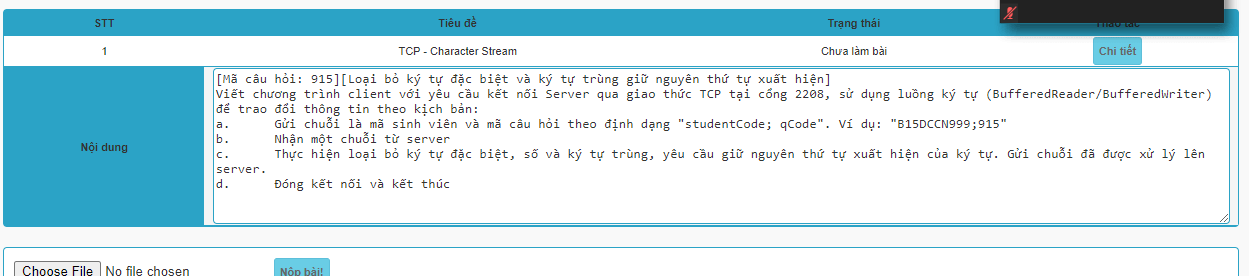 STT Tiêu đề Trạng thái Thao tác
1 TCP - Character Stream Chưa làm bài Chi tiết
Nội dung
[Mã câu hỏi: 915][Loại bỏ ký tự đặc biệt và ký tự trùng giữ nguyên thứ tự xuất hiện]
Viết chương trình client với yêu cầu kết nối Server qua giao thức TCP tại cổng 2208, sử dụng luồng ký tự (BufferedReader/BufferedWriter)
để trao đổi thông tin theo kịch bản:
a. Gửi chuỗi là mã sinh viên và mã câu hỏi theo định dạng "studentCode; qCode". Ví dụ: "B15DCCN999;915"
b. Nhận một chuỗi từ server
c. Thực hiện loại bỏ ký tự đặc biệt, số và ký tự trùng, yêu cầu giữ nguyên thứ tự xuất hiện của ký tự. Gửi chuỗi đã được xử lý lên
server.
d. Đóng kết nối và kết thúc
Choose File No file chosen Nộp bài!